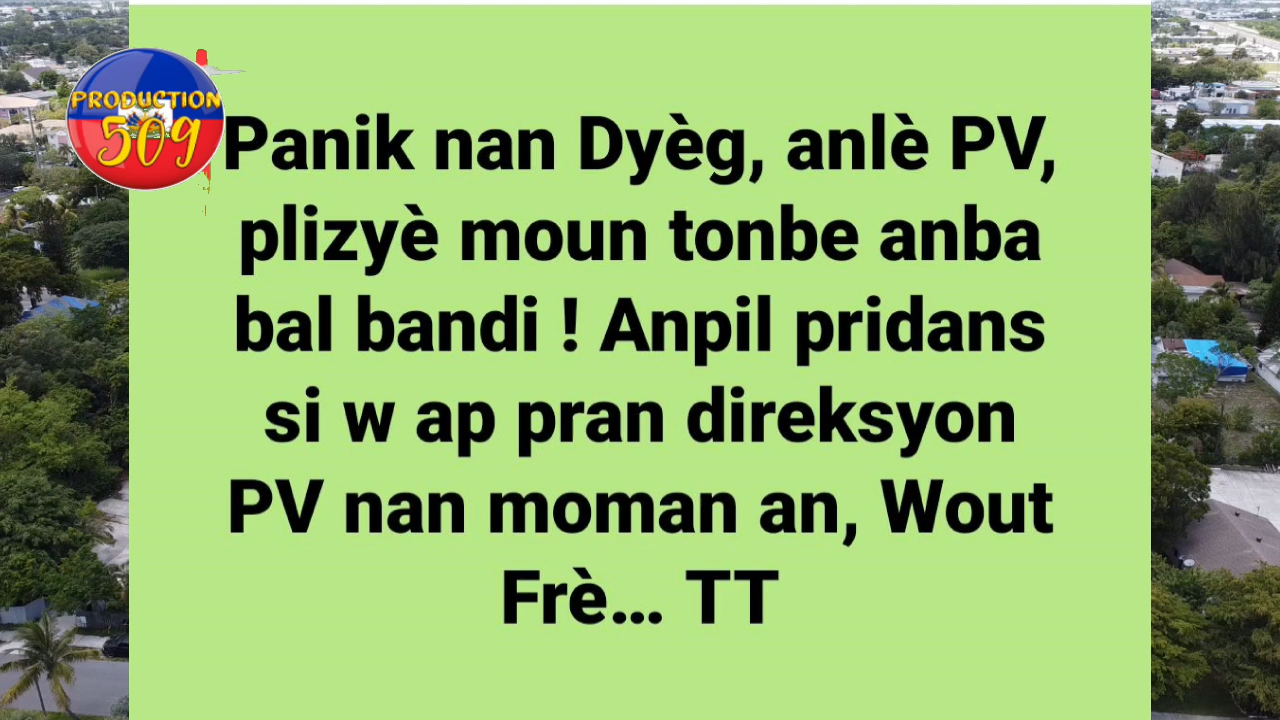 PRODUCTION
509
Panik nan Dyèg, anlè PV,
plizyè moun tonbe anba
bal bandi ! Anpil pridans
si w ap pran direksyon
PV nan moman an, Wout
Frè... TT